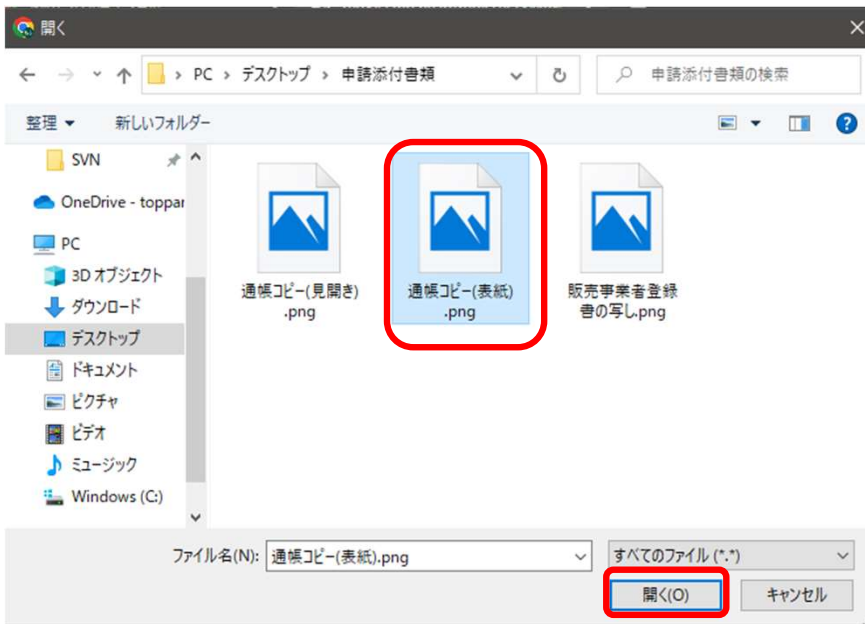 開く
PC › デスクトップ › 申請添付書類
申請添付書類の検索
整理
新しいフォルダー
SVN
OneDrive - toppar
PC
3D オブジェクト
ダウンロード
デスクトップ
ドキュメント
ピクチャ
ビデオ
ミュージック
Windows (C:)
通帳コピー(見開き)
.png
通帳コピー(表紙)
.png
販売事業者登録
書の写し.png
ファイル名(N): 通帳コピー(表紙).png
すべてのファイル (*.*)
開く(O)
キャンセル